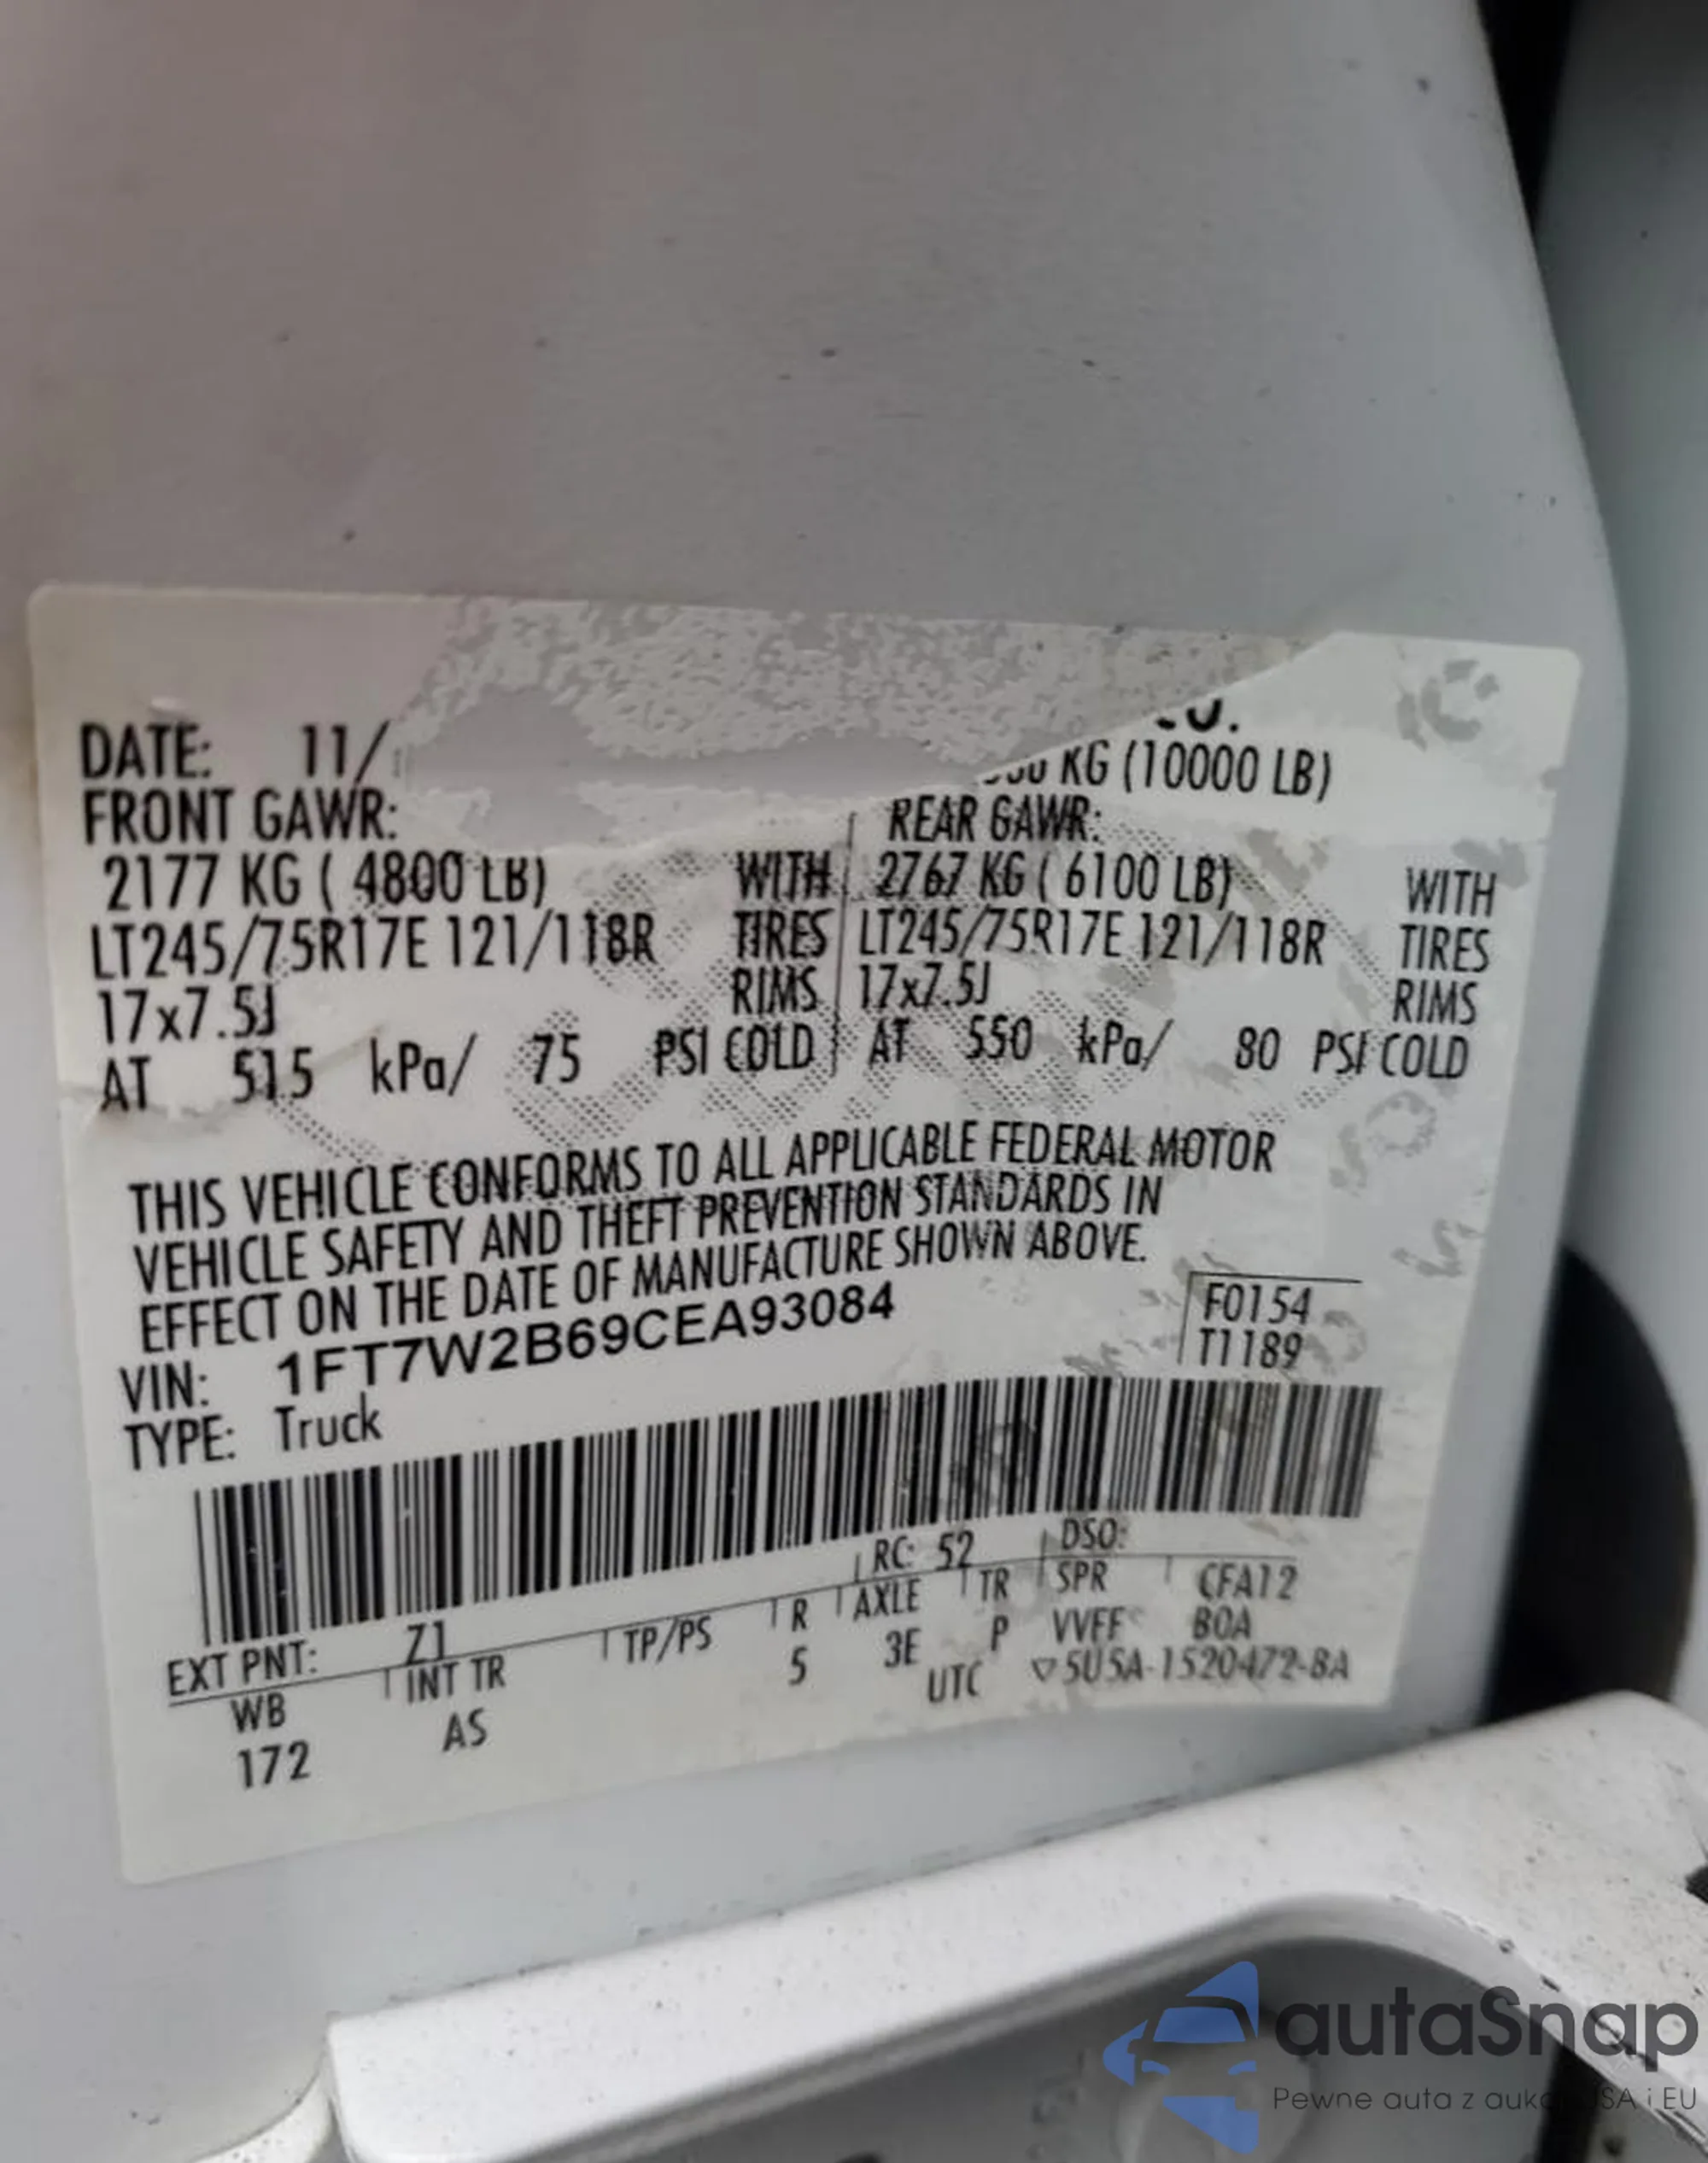 DATE: 11/
KG (10000 LB)
FRONT GAWR: REAR GAWR:
2177 KG ( 4800 LB) WITH 2767 KG ( 6100 LB) WITH
LT245/75R17E 121/118R TIRES LT245/75R17E 121/118R TIRES
17x7.5J RIMS 17x7.5J RIMS
AT 515 kPa/ 75 PSI COLD AT 550 kPa/ 80 PSI COLD
THIS VEHICLE CONFORMS TO ALL APPLICABLE FEDERAL MOTOR
VEHICLE SAFETY AND THEFT PREVENTION STANDARDS IN
EFFECT ON THE DATE OF MANUFACTURE SHOWN ABOVE.
VIN: 1FT7W2B69CEA93084
F0154
T1189
TYPE: Truck
EXT PNT: Z1 RC: 52 DSO:
WB INT TR TP/PS R AXLE TR SPR CFA12
172 AS 5 3E P VVFF BOA
UTC ▽5U5A-1520472-BA
autaSnap
Pewne auta z USA i EU